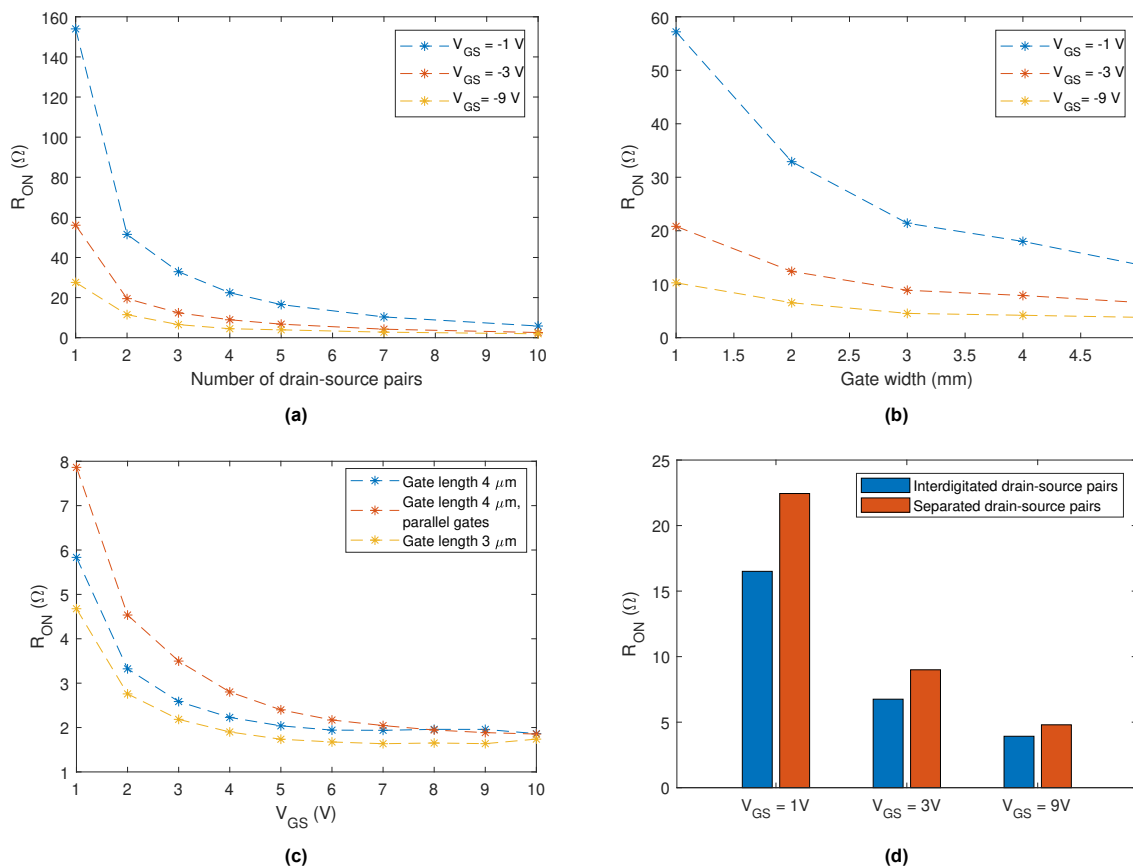 160
140
120
100
80
60
40
20
0
R_ON (Ω)
1 2 3 4 5 6 7 8 9 10
Number of drain-source pairs
V_GS = -1 V
V_GS = -3 V
V_GS = -9 V
(a)
60
50
40
30
20
10
0
R_ON (Ω)
1 1.5 2 2.5 3 3.5 4 4.5
Gate width (mm)
V_GS = -1 V
V_GS = -3 V
V_GS= -9 V
(b)
8
7
6
5
4
3
2
1
R_ON (Ω)
1 2 3 4 5 6 7 8 9 10
V_GS (V)
Gate length 4 μm
Gate length 4 μm,
parallel gates
Gate length 3 μm
(c)
25
20
15
10
5
0
R_ON (Ω)
V_GS = 1V V_GS = 3V V_GS = 9V
Interdigitated drain-source pairs
Separated drain-source pairs
(d)